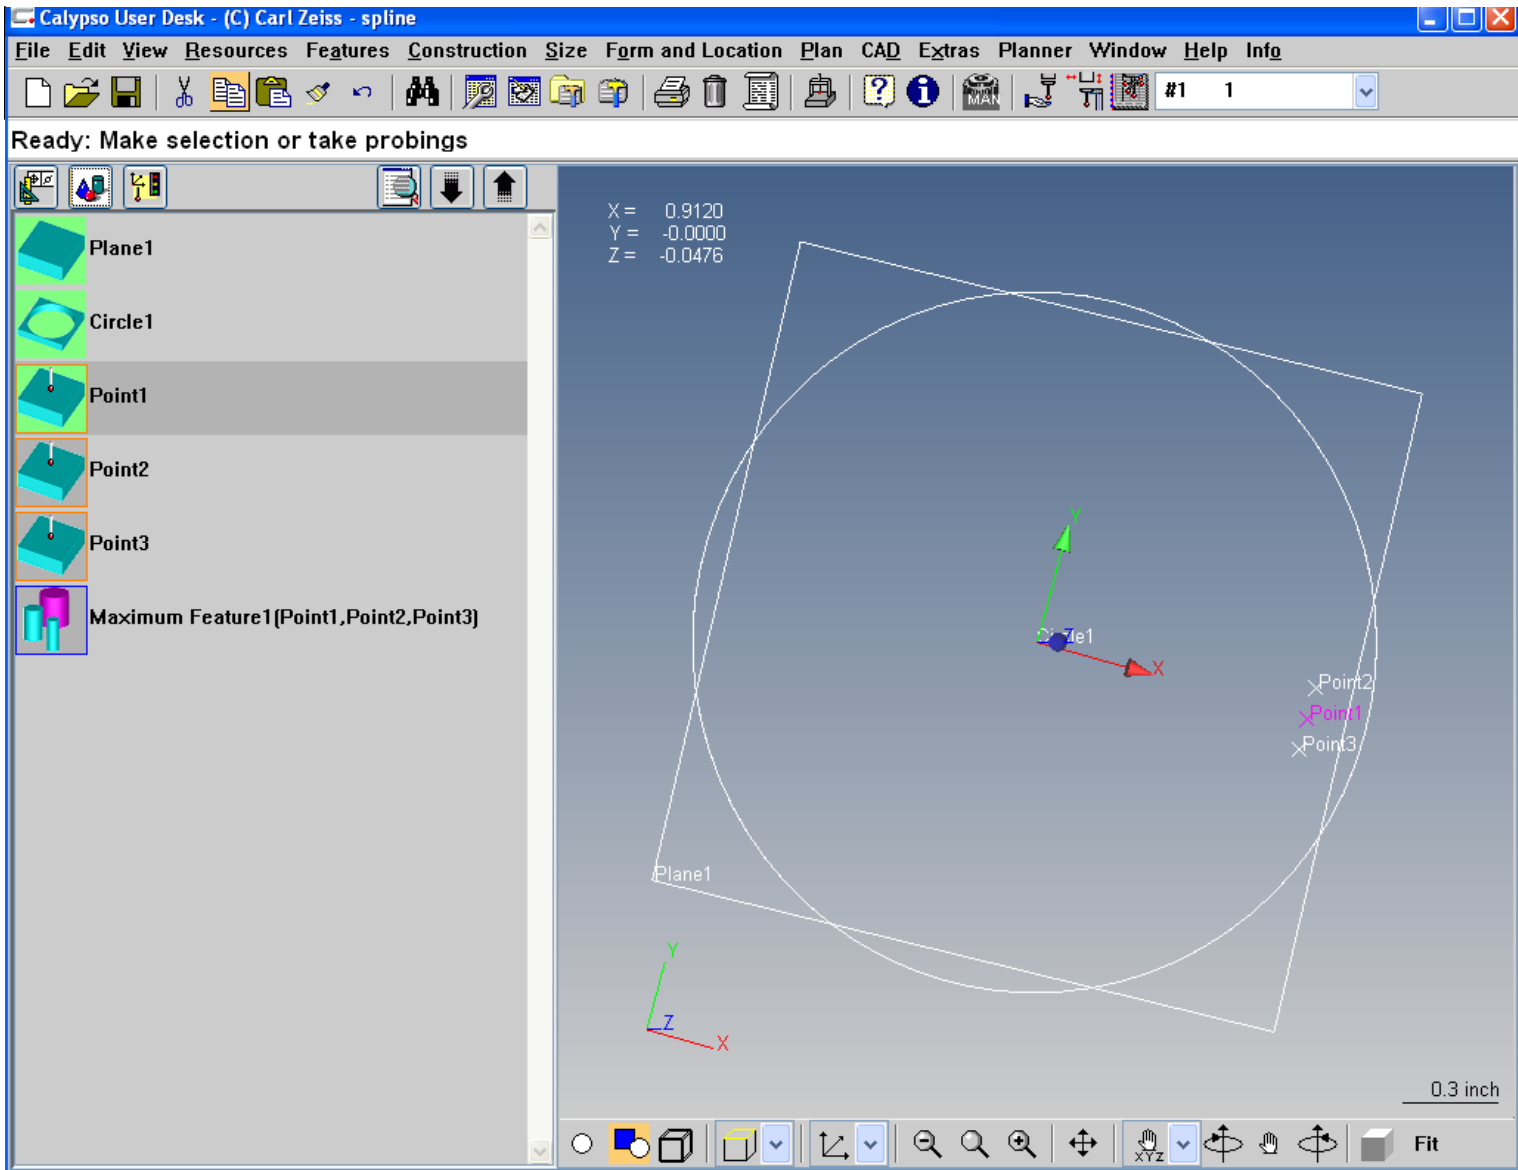 Calypso User Desk - (C) Carl Zeiss - spline
File Edit View Resources Features Construction Size Form and Location Plan CAD Extras Planner Window Help Info
MAN #1 1
Ready: Make selection or take probings
Plane1
Circle1
Point1
Point2
Point3
Maximum Feature1(Point1,Point2,Point3)
X = 0.9120
Y = -0.0000
Z = -0.0476
Y
Circle1
Z
X
Point2
Point1
Point3
Plane1
Y
Z
X
0.3 inch
XYZ Fit